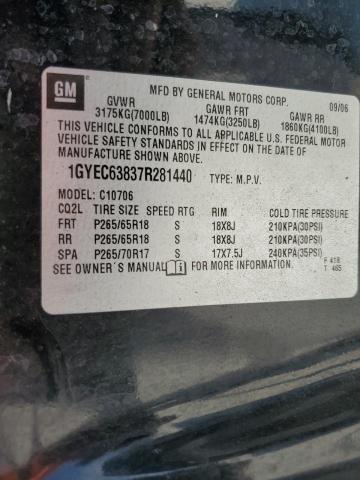 GM
MFD BY GENERAL MOTORS CORP. 09/06
GVWR GAWR FRT GAWR RR
3175KG(7000LB) 1474KG(3250LB) 1860KG(4100LB)
THIS VEHICLE CONFORMS TO ALL APPLICABLE U.S. FEDERAL MOTOR
VEHICLE SAFETY STANDARDS IN EFFECT ON THE DATE OF
MANUFACTURE SHOWN ABOVE.
1GYEC63837R281440 TYPE: M.P.V.
MODEL: C10706
CQ2L TIRE SIZE SPEED RTG RIM COLD TIRE PRESSURE
FRT P265/65R18 S 18X8J 210KPA(30PSI)
RR P265/65R18 S 18X8J 210KPA(30PSI)
SPA P265/70R17 S 17X7.5J 240KPA(35PSI)
SEE OWNER'S MANUAL FOR MORE INFORMATION F 418
T 465